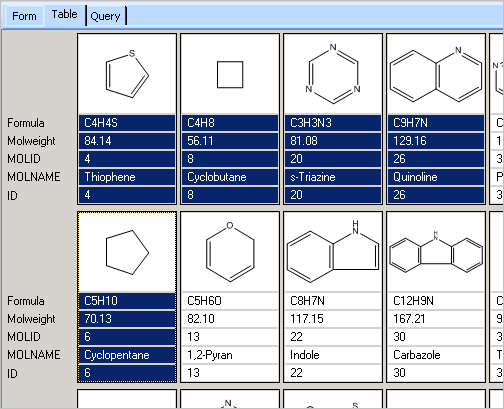 Form Table Query
S
N N N
N
N
Formula C4H4S C4H8 C3H3N3 C9H7N C
Molweight 84.14 56.11 81.08 129.16 1
MOLID 4 8 20 26 3
MOLNAME Thiophene Cyclobutane s-Triazine Quinoline P
ID 4 8 20 26 3
O
H
N
H
N
Formula C5H10 C5H6O C8H7N C12H9N C
Molweight 70.13 82.10 117.15 167.21 9
MOLID 6 13 22 30 3
MOLNAME Cyclopentane 1,2-Pyran Indole Carbazole T
ID 6 13 22 30 3
N S